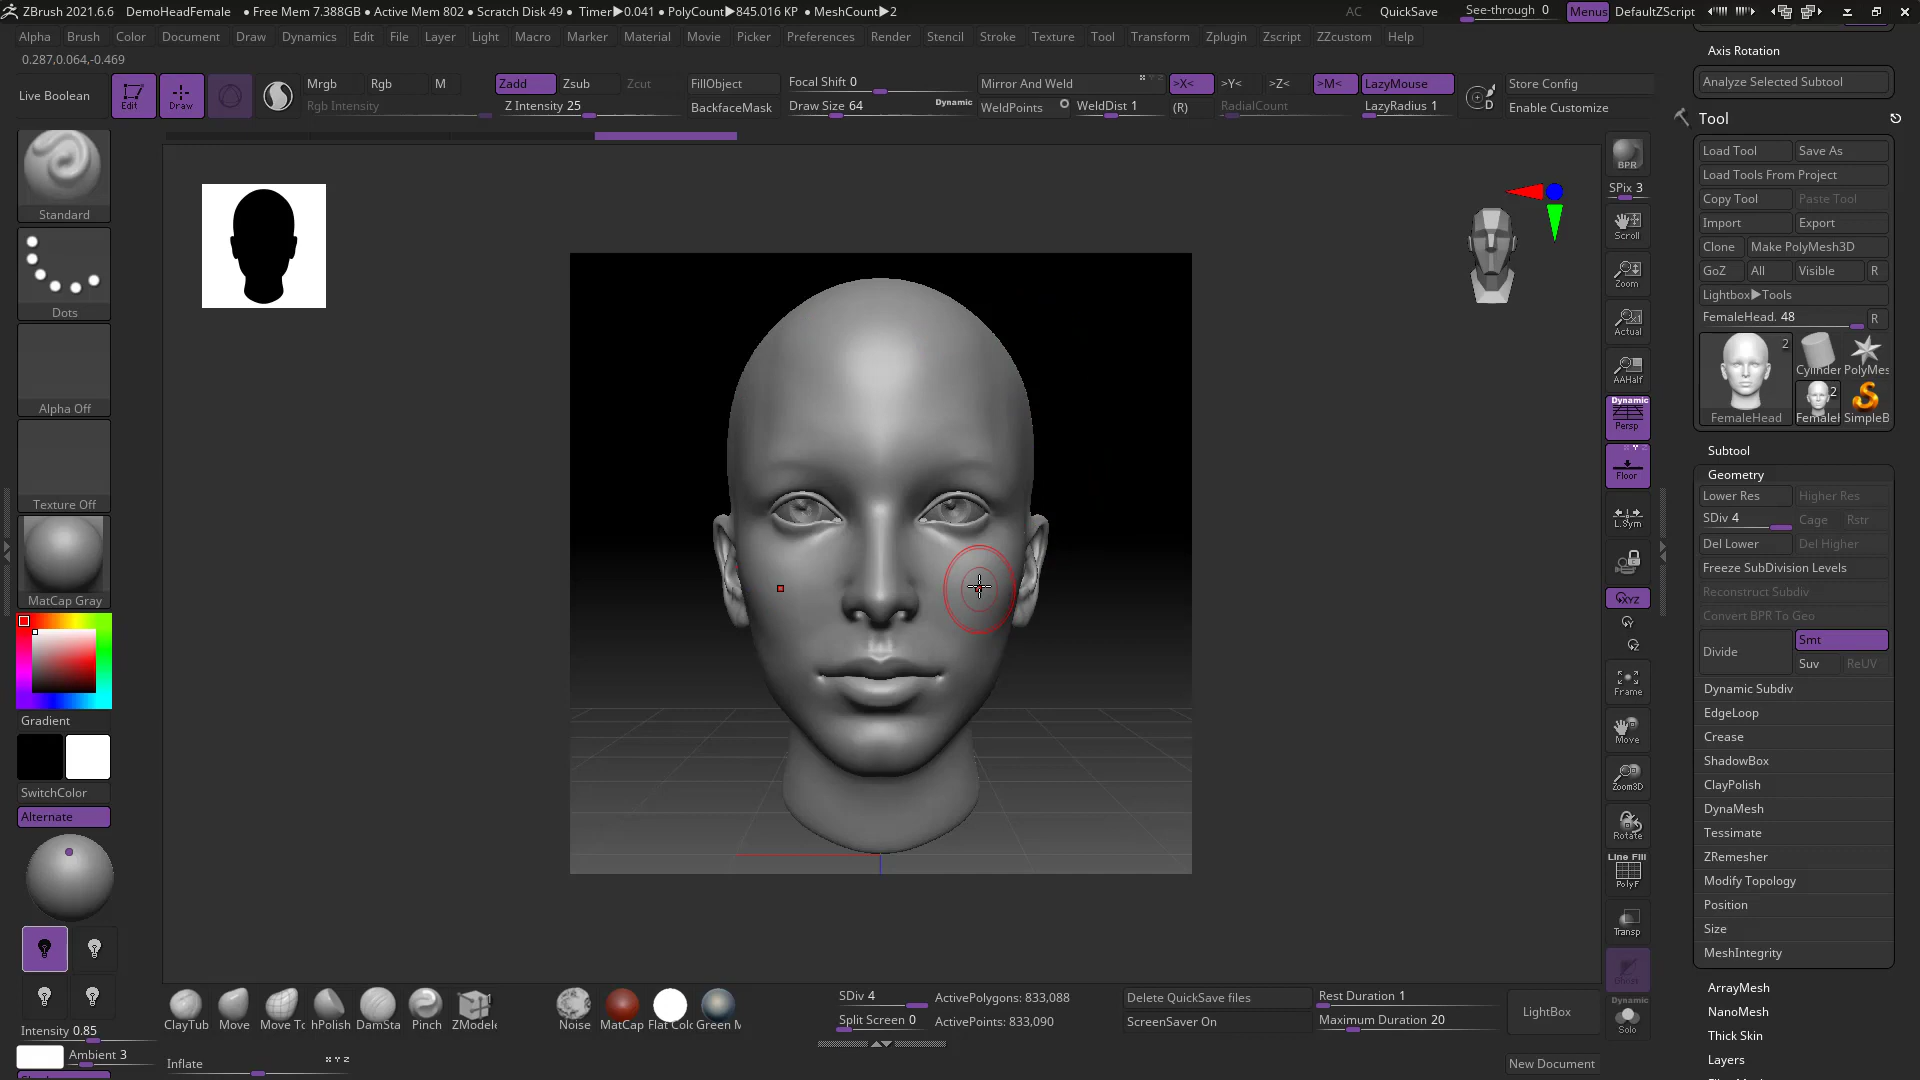 ZBrush 2021.6.6 DemoHeadFemale ● Free Mem 7.388GB ● Active Mem 802 ● Scratch Disk 49 ● Timer▶0.041 ● PolyCount▶845.016 KP ● MeshCount▶2 AC QuickSave See-through 0 Menus DefaultZScript
Alpha Brush Color Document Draw Dynamics Edit File Layer Light Macro Marker Material Movie Picker Preferences Render Stencil Stroke Texture Tool Transform Zplugin Zscript ZZcustom Help
0.287,0.064,-0.469
Live Boolean
Edit
Draw
Mrgb Rgb M
Rgb Intensity
Zadd Zsub Zcut
Z Intensity 25
FillObject
BackfaceMask
Focal Shift 0
Draw Size 64 Dynamic
Mirror And Weld
WeldPoints WeldDist 1
>X< >Y< >Z< >M<
(R) RadialCount
LazyMouse
LazyRadius 1
D
Store Config
Enable Customize
Standard
Dots
Alpha Off
Texture Off
MatCap Gray
Gradient
SwitchColor
Alternate
Intensity 0.85
Ambient 3
BPR
SPix 3
Scroll
Zoom
Actual
AAHalf
Dynamic
Persp
Floor
L.Sym
XYZ
Frame
Move
Zoom3D
Rotate
Line Fill
PolyF
Transp
Ghost
Dynamic
Solo
Axis Rotation
Analyze Selected Subtool
Tool
Load Tool Save As
Load Tools From Project
Copy Tool Paste Tool
Import Export
Clone Make PolyMesh3D
GoZ All Visible R
Lightbox▶Tools
FemaleHead. 48 R
2
Cylinder PolyMes
2
FemaleHead FemaleH SimpleB
Subtool
Geometry
Lower Res Higher Res
SDiv 4 Cage Rstr
Del Lower Del Higher
Freeze SubDivision Levels
Reconstruct Subdiv
Convert BPR To Geo
Divide Smt
Suv ReUV
Dynamic Subdiv
EdgeLoop
Crease
ShadowBox
ClayPolish
DynaMesh
Tessimate
ZRemesher
Modify Topology
Position
Size
MeshIntegrity
ArrayMesh
NanoMesh
Thick Skin
Layers
ClayTub Move Move Tc hPolish DamSta Pinch ZModele
Noise MatCap Flat Colo Green M
SDiv 4 ActivePolygons: 833,088
Split Screen 0 ActivePoints: 833,090
Delete QuickSave files
ScreenSaver On
Rest Duration 1
Maximum Duration 20
LightBox
Inflate X Y Z
New Document